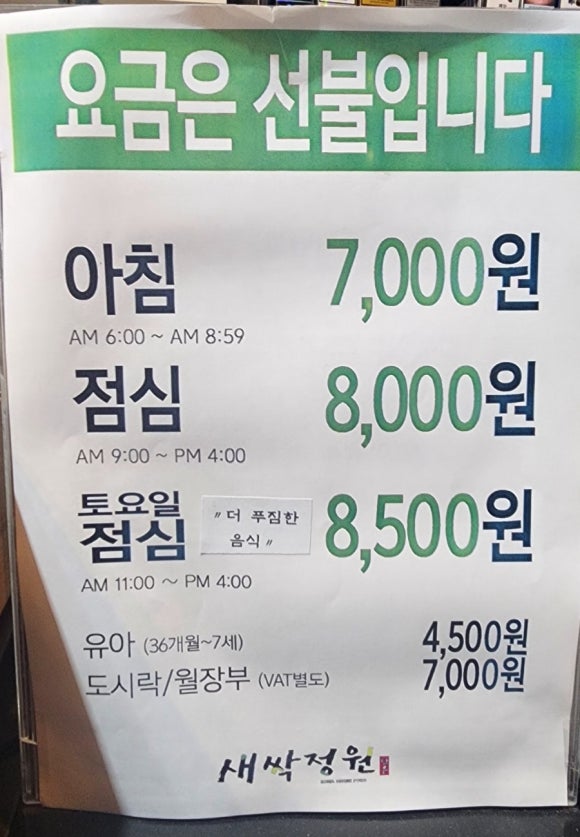 요금은 선불입니다
아침 7,000원
AM 6:00 ~ AM 8:59
점심 8,000원
AM 9:00 ~ PM 4:00
토요일
점심 8,500원
〃더 푸짐한
음식〃
AM 11:00 ~ PM 4:00
유아 (36개월~7세) 4,500원
도시락/월장부 (VAT별도) 7,000원
새싹정원